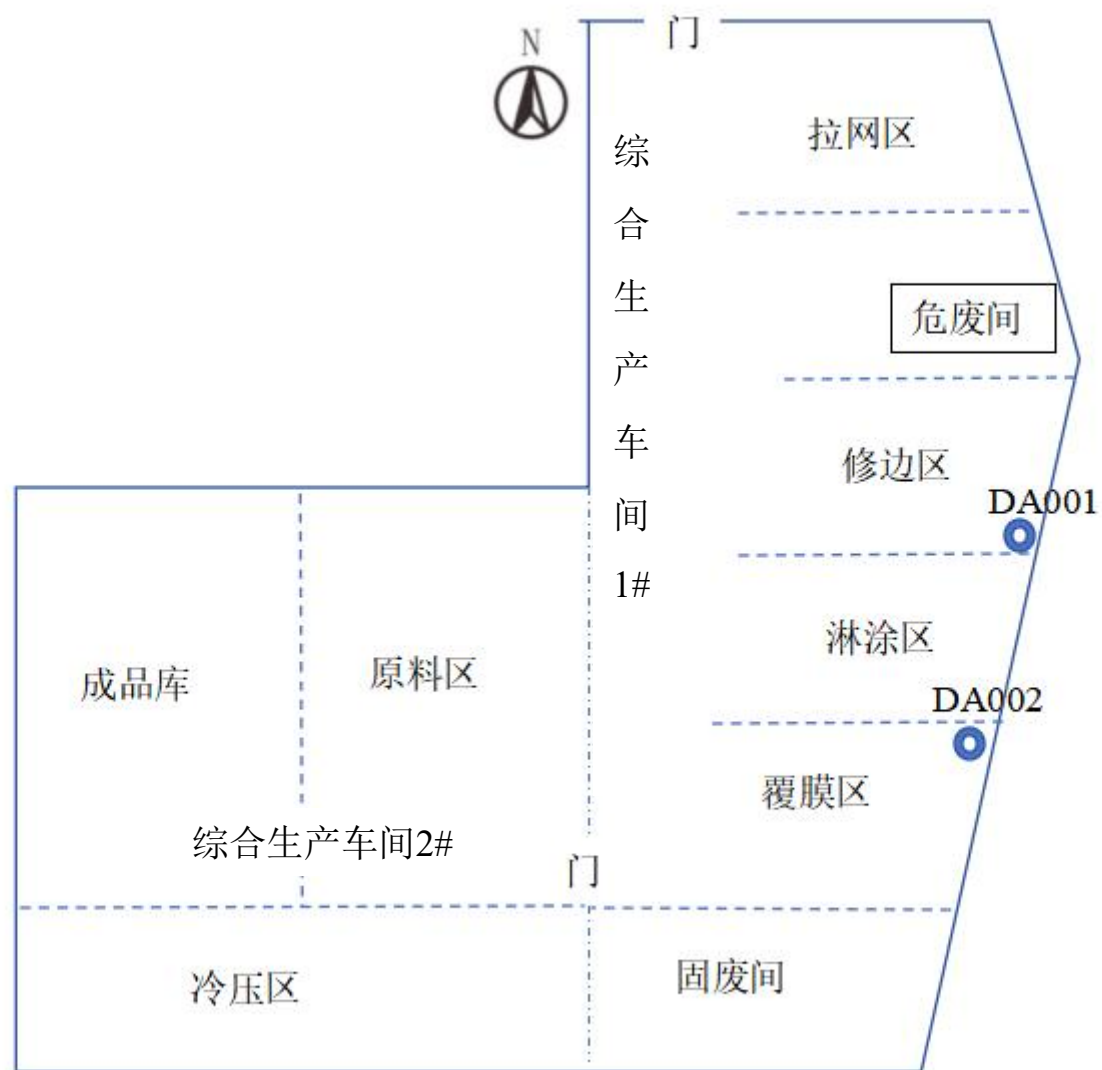 门
N
拉网区
综合生产车间1#
危废间
修边区
DA001
淋涂区
成品库
原料区
DA002
覆膜区
综合生产车间2#
门
冷压区
固废间